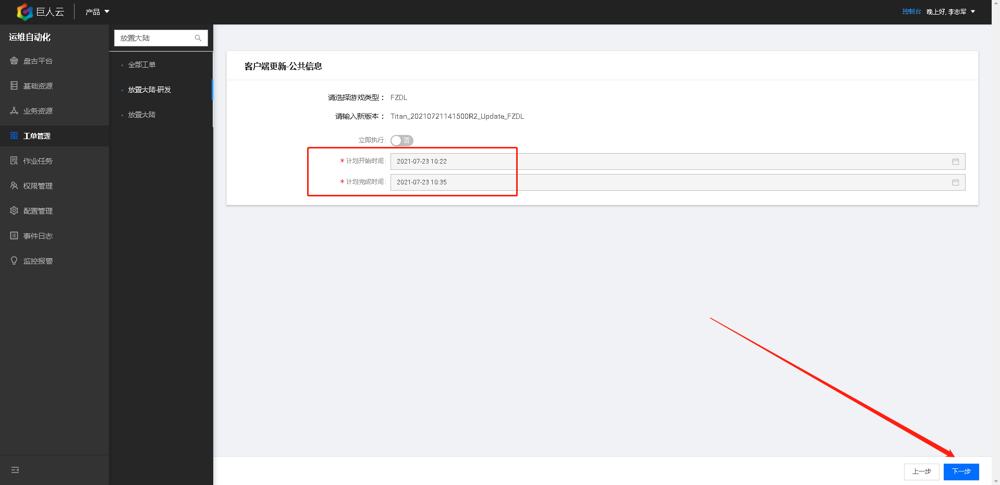 巨人云
产品
控制台 晚上好, 李志军
运维自动化
盘古平台
基础资源
业务资源
工单管理
作业任务
权限管理
配置管理
事件日志
监控报警
放置大陆
全部工单
放置大陆-研发
放置大陆
客户端更新-公共信息
请选择游戏类型： FZDL
请输入新版本： Titan_20210721141500R2_Update_FZDL
立即执行: 否
* 计划开始时间: 2021-07-23 10:22
* 计划完成时间: 2021-07-23 10:35
上一步
下一步